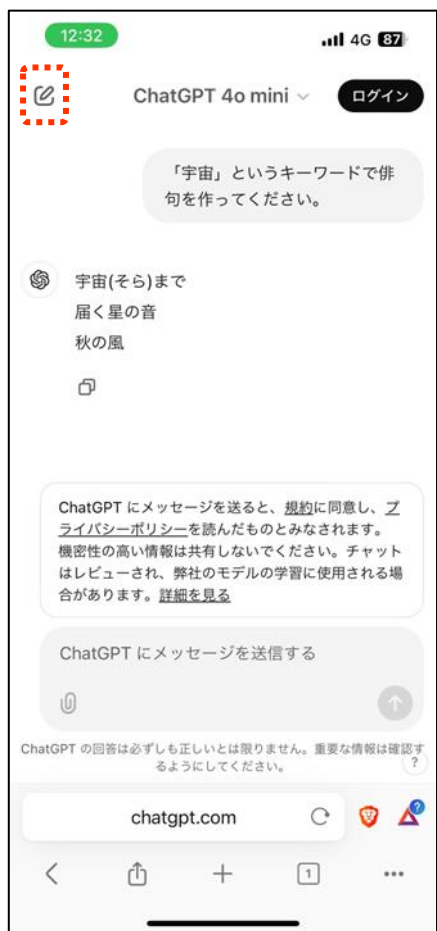 12:32
4G 87
ChatGPT 4o mini
ログイン
「宇宙」というキーワードで俳
句を作ってください。
宇宙(そら)まで
届く星の音
秋の風
ChatGPT にメッセージを送ると、規約に同意し、プ
ライバシーポリシーを読んだものとみなされます。
機密性の高い情報は共有しないでください。チャット
はレビューされ、弊社のモデルの学習に使用される場
合があります。詳細を見る
ChatGPT にメッセージを送信する
ChatGPT の回答は必ずしも正しいとは限りません。重要な情報は確認す
るようにしてください。
?
chatgpt.com
?
1